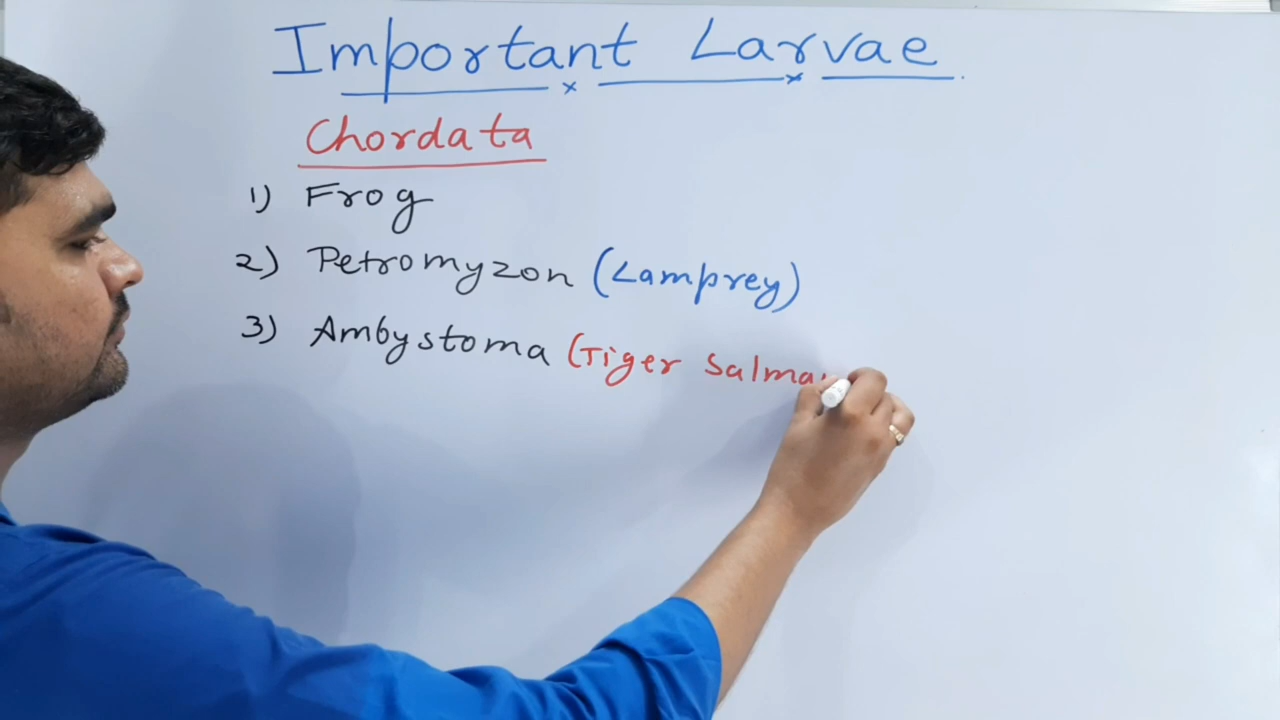 Important Larvae
Chordata
1) Frog
2) Petromyzon (Lamprey)
3) Ambystoma (Tiger Salma